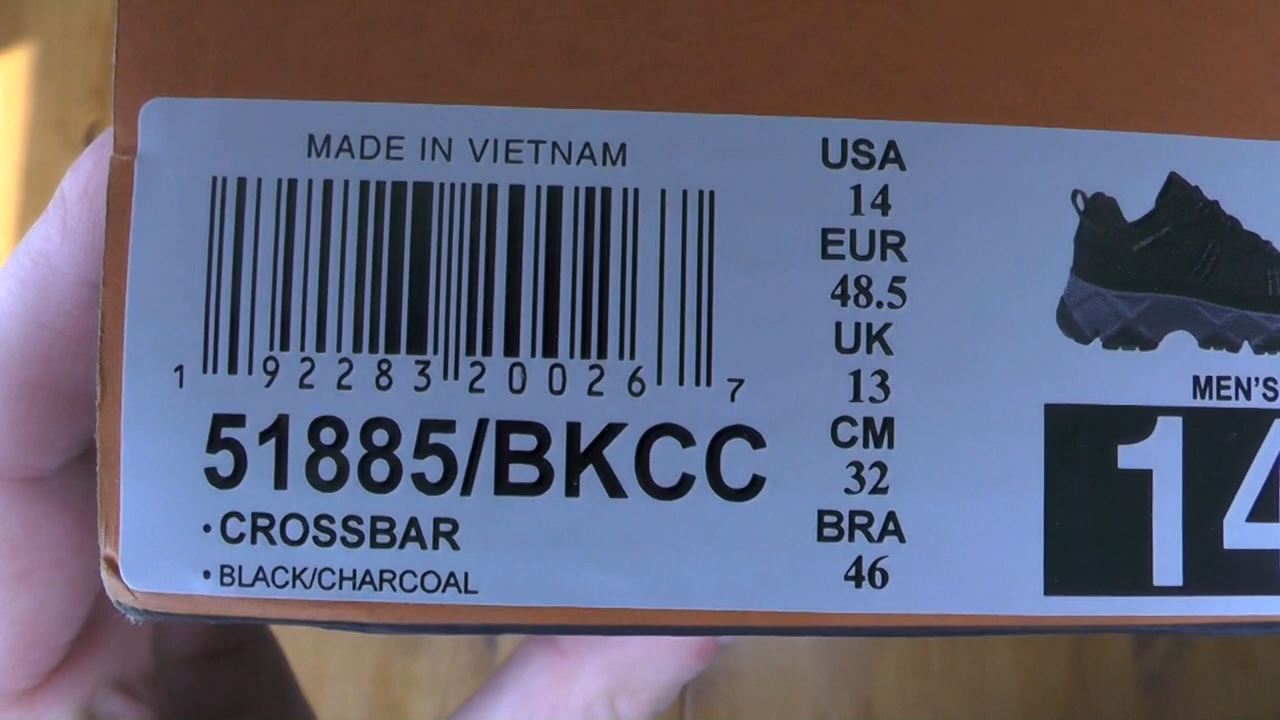 MADE IN VIETNAM
1 92283 20026 7
51885/BKCC
•CROSSBAR
•BLACK/CHARCOAL
USA
14
EUR
48.5
UK
13
CM
32
BRA
46
MEN'S
14